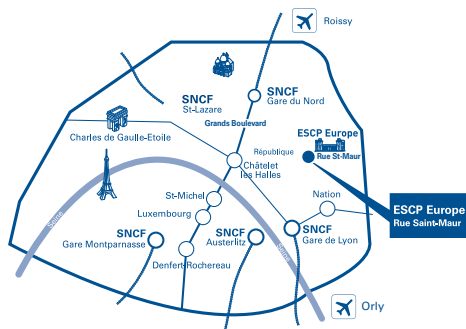 Roissy
SNCF
Gare du Nord
SNCF
St-Lazare
Grands Boulevard
ESCP Europe
Rue St-Maur
Charles de Gaulle-Etoile
République
Châtelet
les Halles
St-Michel
Nation
Luxembourg
ESCP Europe
Rue Saint-Maur
SNCF
Gare Montparnasse
SNCF
Austerlitz
SNCF
Gare de Lyon
Seine
Seine
Denfert-Rochereau
Orly